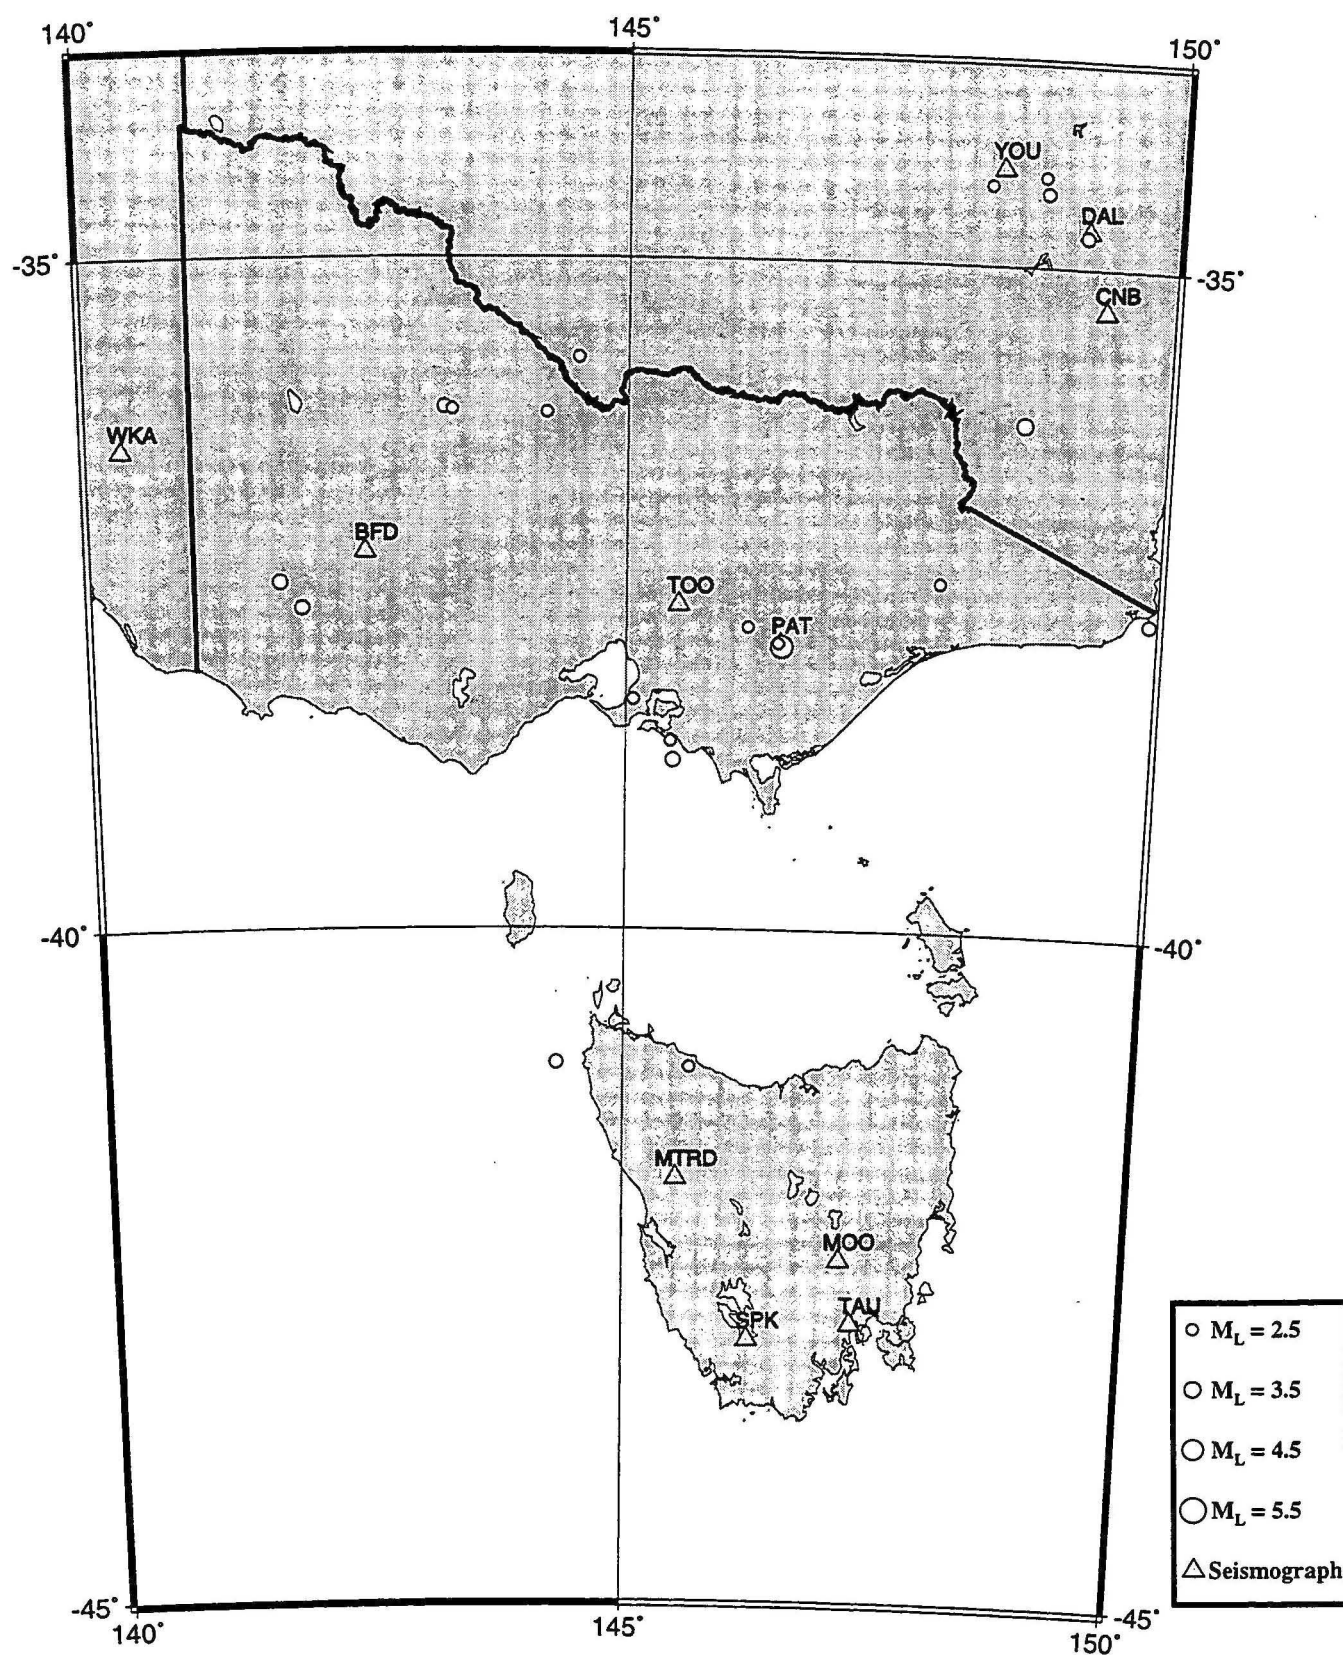 140° 145° 150°
YOU
DAL
-35° -35°
CNB
WKA
BFD
TOO
PAT
-40° -40°
MTRD
MOO
TAU
SPK
M_L = 2.5
M_L = 3.5
M_L = 4.5
M_L = 5.5
Seismograph
-45° -45°
140° 145° 150°